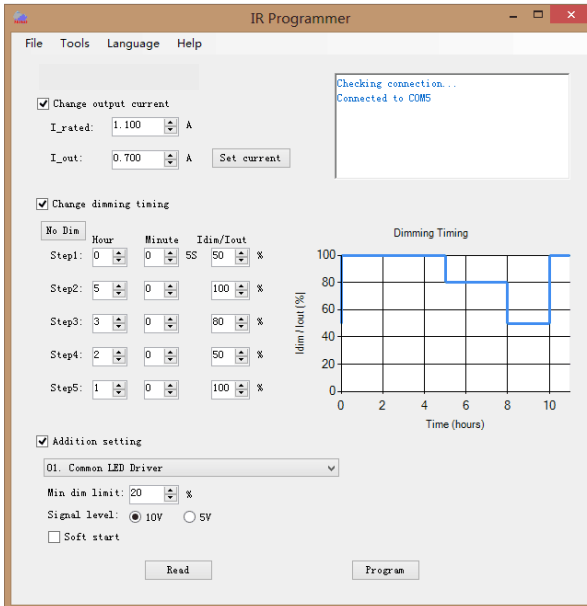 IR Programmer
File Tools Language Help
Checking connection...
Connected to COM5
Change output current
I_rated: 1.100 A
I_out: 0.700 A Set current
Change dimming timing
No Dim
Hour Minute Idim/Iout
Step1: 0 0 5S 50 %
Step2: 5 0 100 %
Step3: 3 0 80 %
Step4: 2 0 50 %
Step5: 1 0 100 %
Dimming Timing
Idim / Iout (%)
100
80
60
40
20
0
0 2 4 6 8 10
Time (hours)
Addition setting
01. Common LED Driver
Min dim limit: 20 %
Signal level: 10V 5V
Soft start
Read Program